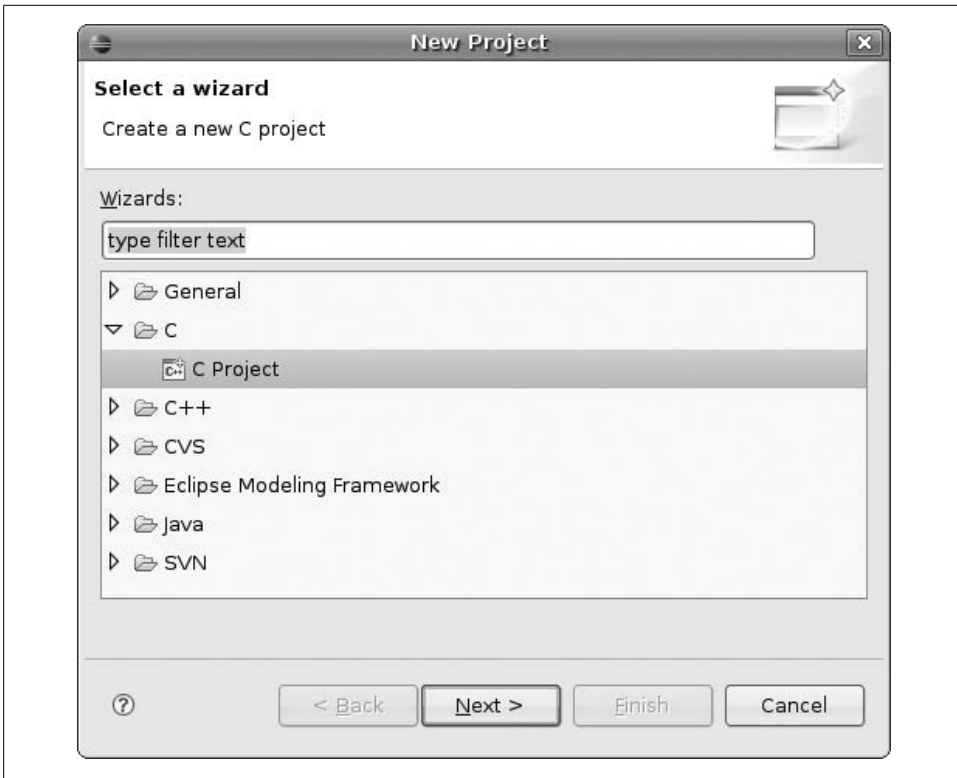 New Project
Select a wizard
Create a new C project
Wizards:
type filter text
General
C
C Project
C++
CVS
Eclipse Modeling Framework
Java
SVN
?
< Back
Next >
Finish
Cancel